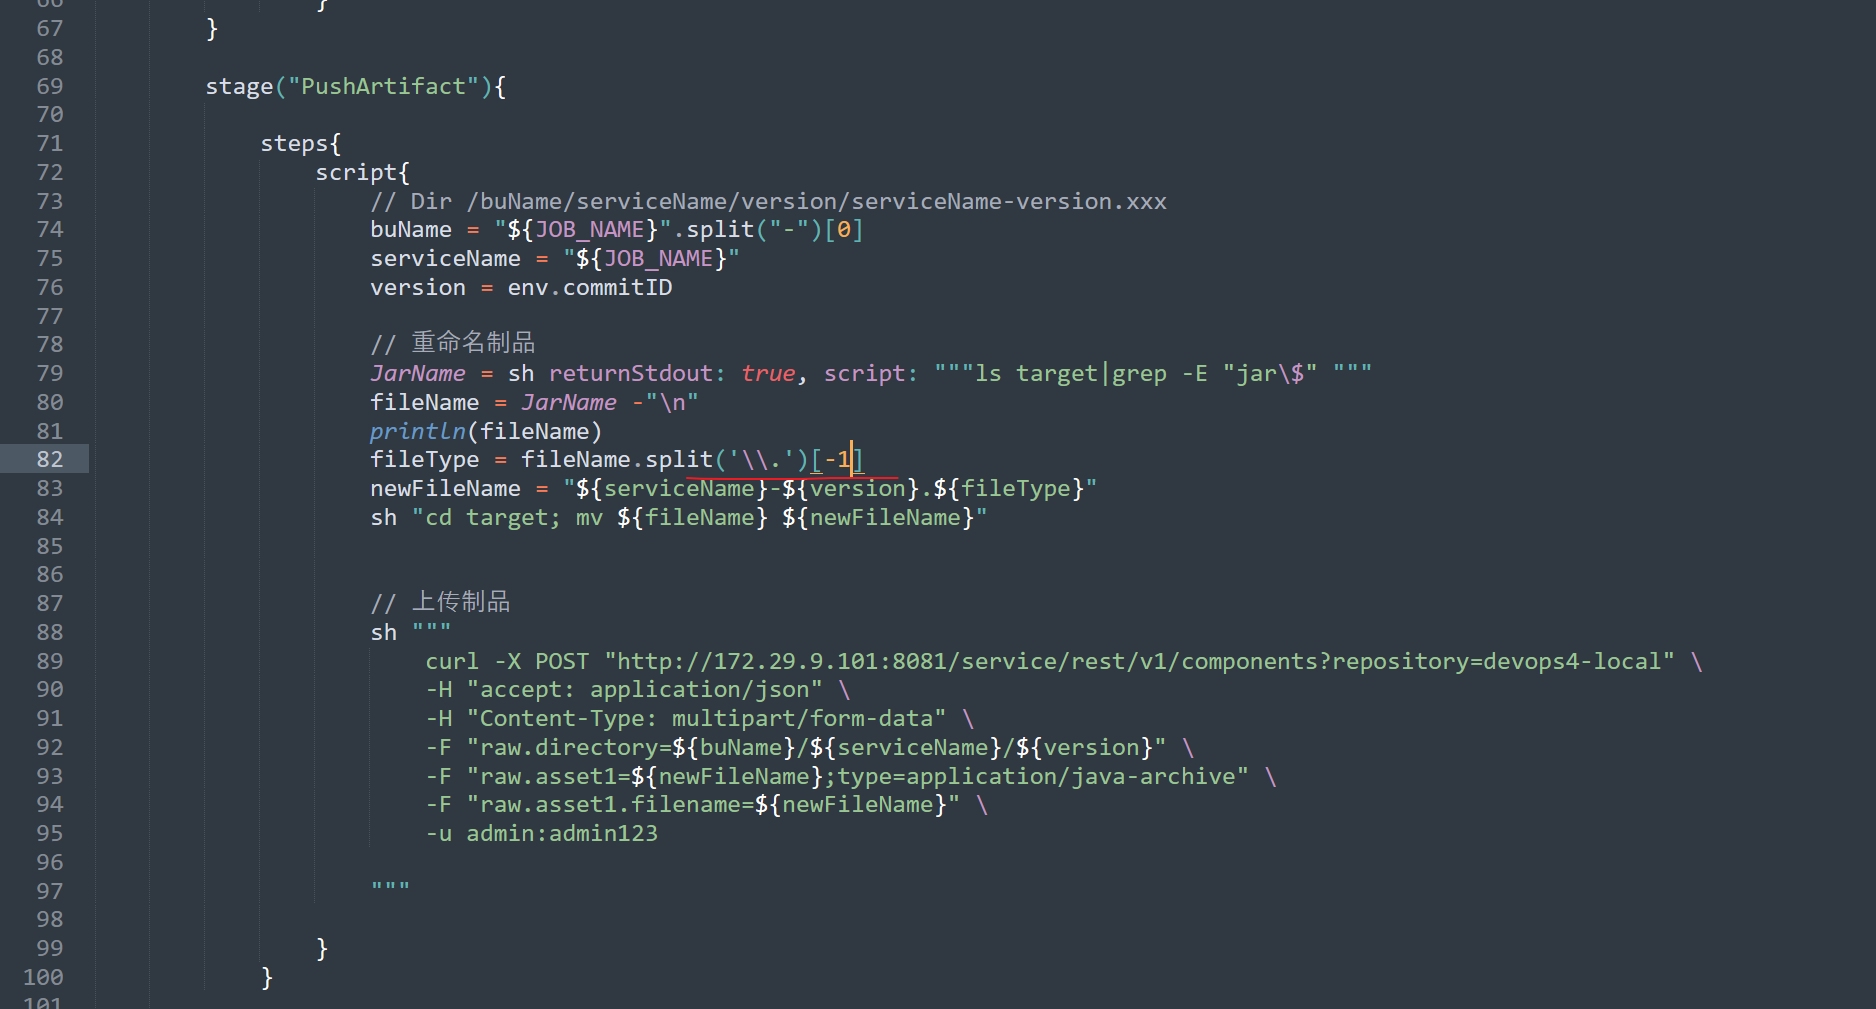 67 }
68
69 stage("PushArtifact"){
70
71 steps{
72 script{
73 // Dir /buName/serviceName/version/serviceName-version.xxx
74 buName = "${JOB_NAME}".split("-")[0]
75 serviceName = "${JOB_NAME}"
76 version = env.commitID
77
78 // 重命名制品
79 JarName = sh returnStdout: true, script: """ls target|grep -E "jar\$" """
80 fileName = JarName -"\n"
81 println(fileName)
82 fileType = fileName.split('\\.')[-1]
83 newFileName = "${serviceName}-${version}.${fileType}"
84 sh "cd target; mv ${fileName} ${newFileName}"
85
86
87 // 上传制品
88 sh """
89 curl -X POST "http://172.29.9.101:8081/service/rest/v1/components?repository=devops4-local" \
90 -H "accept: application/json" \
91 -H "Content-Type: multipart/form-data" \
92 -F "raw.directory=${buName}/${serviceName}/${version}" \
93 -F "raw.asset1=${newFileName};type=application/java-archive" \
94 -F "raw.asset1.filename=${newFileName}" \
95 -u admin:admin123
96
97 """
98
99 }
100 }
101